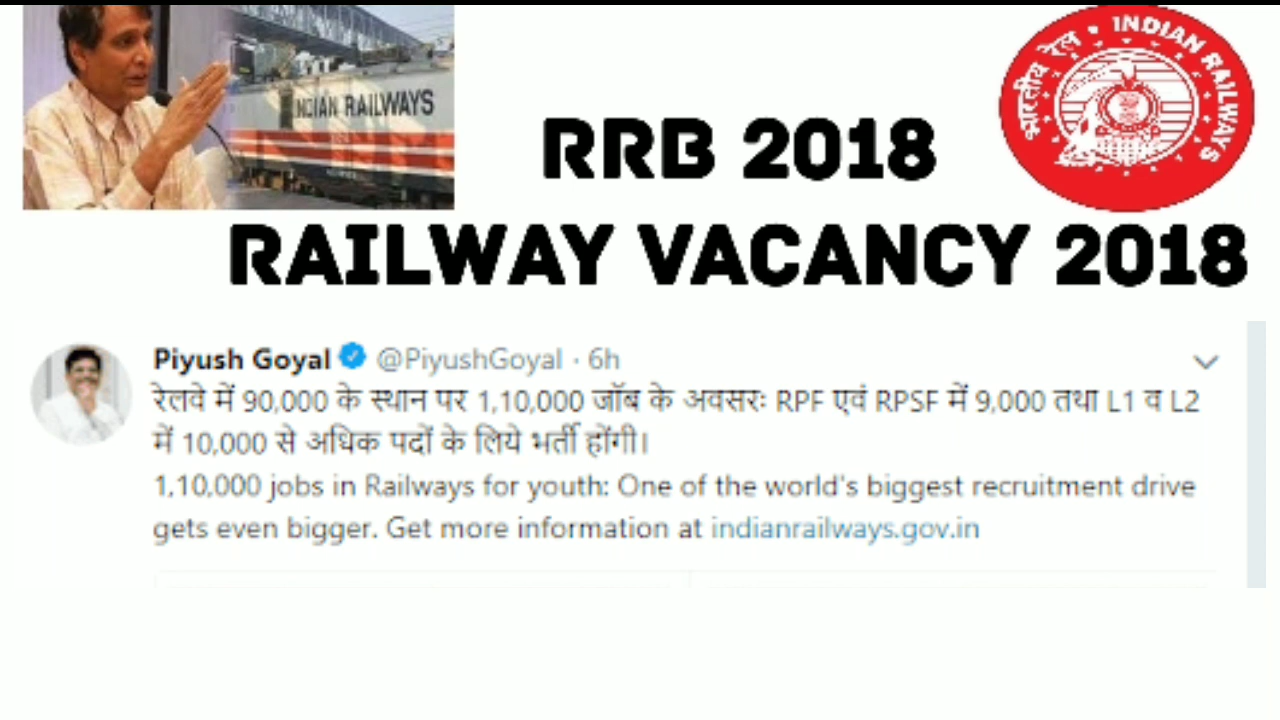 INDIAN RAILWAYS
भारतीय रेल • INDIAN RAILWAYS
RRB 2018
RAILWAY VACANCY 2018
Piyush Goyal @PiyushGoyal · 6h
रेलवे में 90,000 के स्थान पर 1,10,000 जॉब के अवसरः RPF एवं RPSF में 9,000 तथा L1 व L2
में 10,000 से अधिक पदों के लिये भर्ती होंगी।
1,10,000 jobs in Railways for youth: One of the world's biggest recruitment drive
gets even bigger. Get more information at indianrailways.gov.in